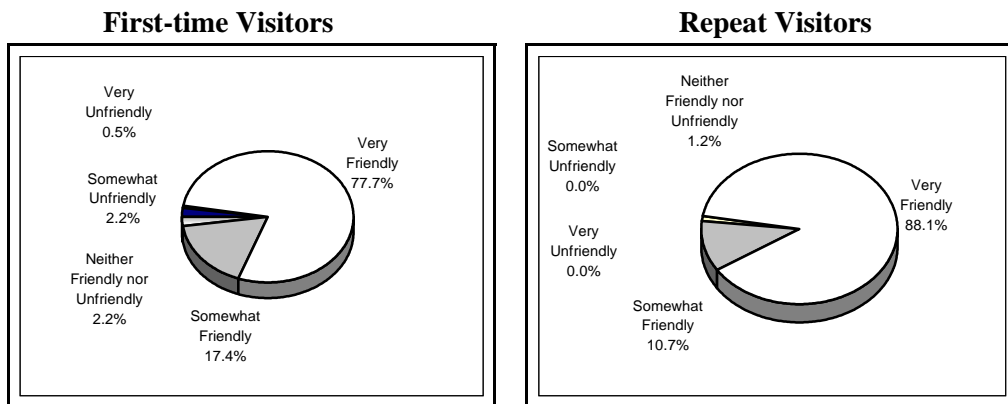 First-time Visitors
Very
Unfriendly
0.5%
Very
Friendly
77.7%
Somewhat
Unfriendly
2.2%
Neither
Friendly nor
Unfriendly
2.2%
Somewhat
Friendly
17.4%
Repeat Visitors
Neither
Friendly nor
Unfriendly
1.2%
Somewhat
Unfriendly
0.0%
Very
Friendly
88.1%
Very
Unfriendly
0.0%
Somewhat
Friendly
10.7%